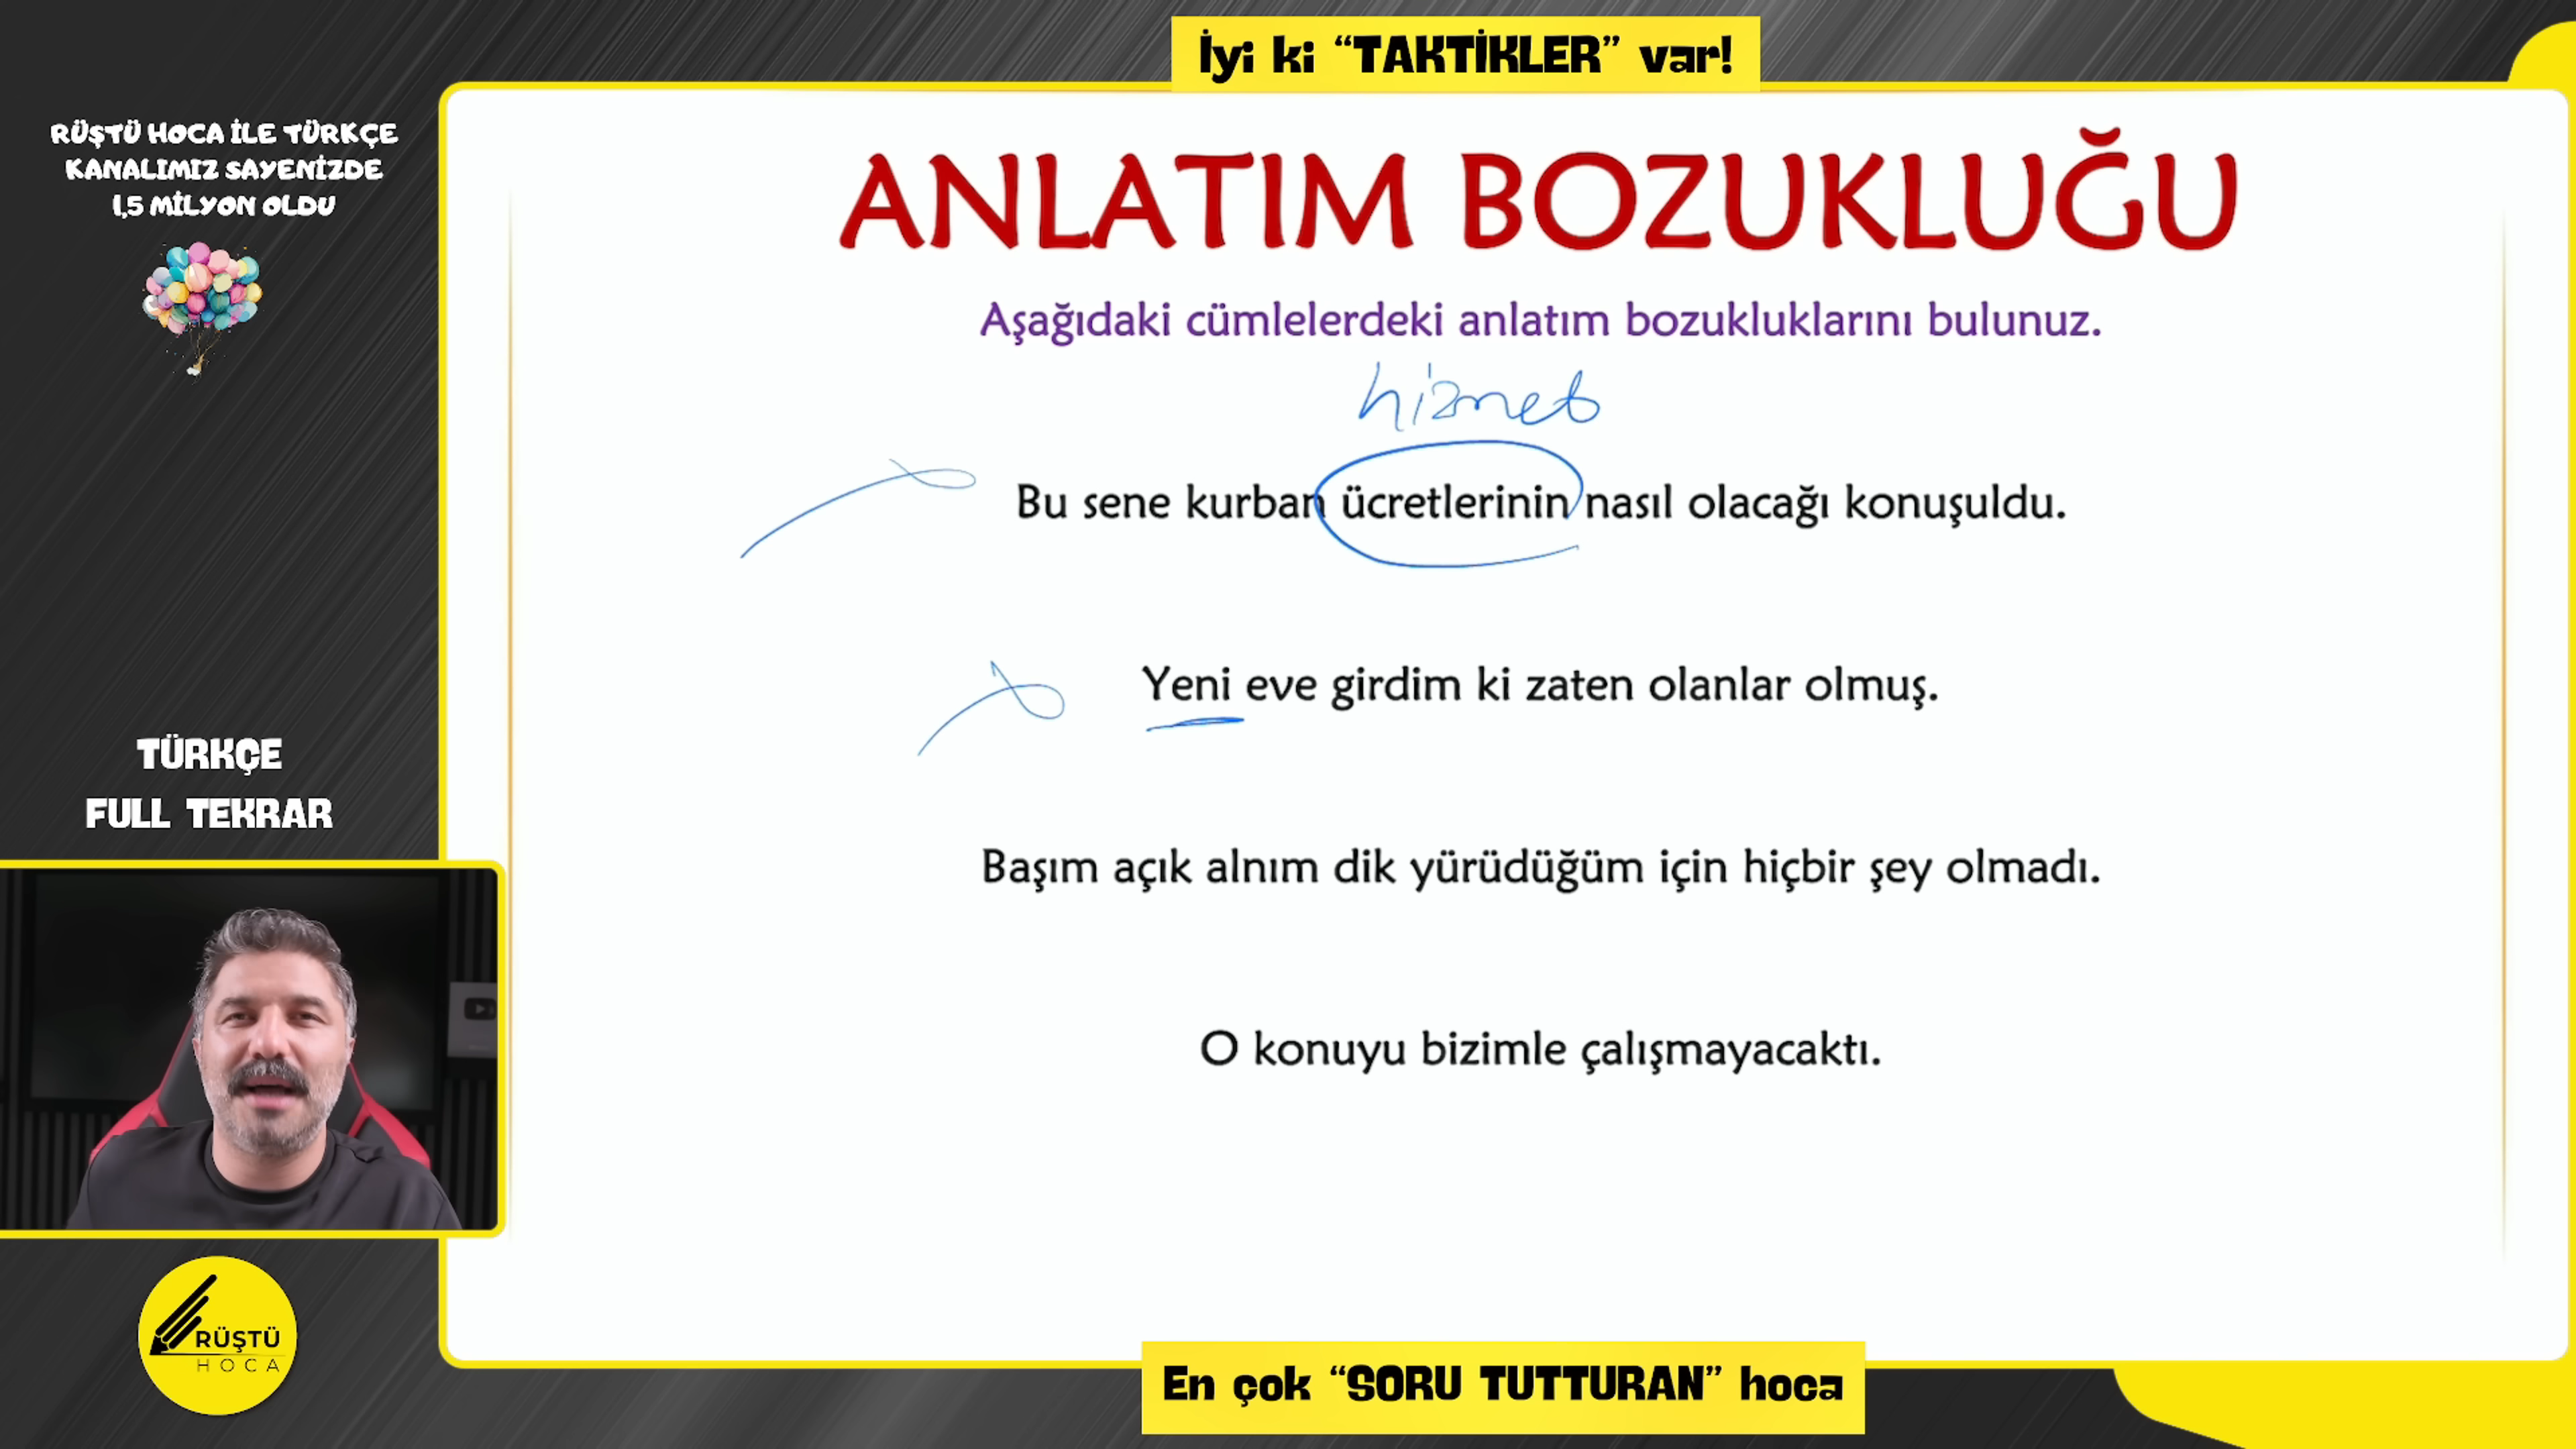 İyi ki “TAKTİKLER” var!
RÜŞTÜ HOCA İLE TÜRKÇE
KANALIMIZ SAYENİZDE
1,5 MİLYON OLDU
ANLATIM BOZUKLUĞU
Aşağıdaki cümlelerdeki anlatım bozukluklarını bulunuz.
hizmet
Bu sene kurban ücretlerinin nasıl olacağı konuşuldu.
Yeni eve girdim ki zaten olanlar olmuş.
Başım açık alnım dik yürüdüğüm için hiçbir şey olmadı.
O konuyu bizimle çalışmayacaktı.
TÜRKÇE
FULL TEKRAR
RÜŞTÜ
HOCA
En çok “SORU TUTTURAN” hoca